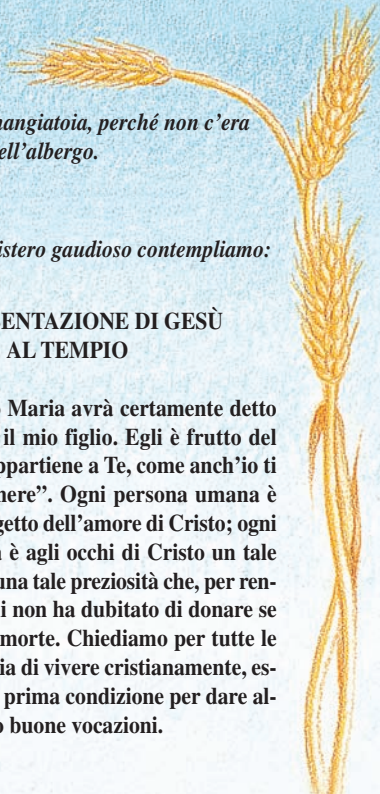 nangiatoia, perché non c'era
ell'albergo.
istero gaudioso contempliamo:
ENTAZIONE DI GESÙ
AL TEMPIO
Maria avrà certamente detto
il mio figlio. Egli è frutto del
ppartiene a Te, come anch'io ti
nere”. Ogni persona umana è
getto dell'amore di Cristo; ogni
è agli occhi di Cristo un tale
una tale preziosità che, per ren-
i non ha dubitato di donare se
morte. Chiediamo per tutte le
ia di vivere cristianamente, es-
prima condizione per dare al-
o buone vocazioni.